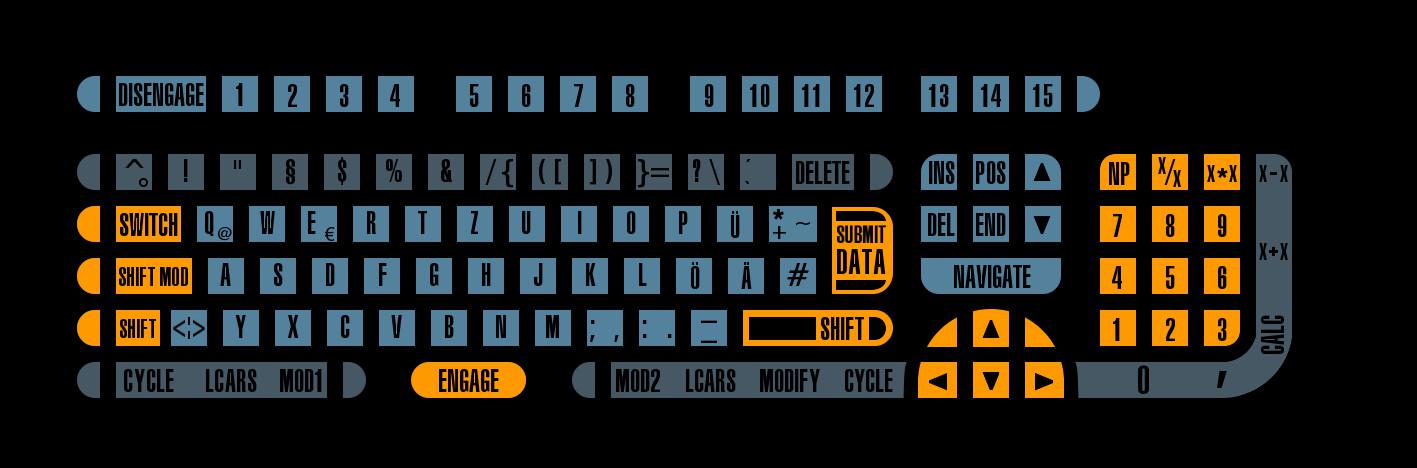 DISENGAGE 1 2 3 4 5 6 7 8 9 10 11 12 13 14 15
^° ! " § $ % & /{ ([ ]) }= ?\ DELETE INS POS ▲ NP X/X X*X X-X
SWITCH Q@ W E€ R T Z U I O P Ü *+~ SUBMIT DATA DEL END ▼ 7 8 9 X+X
SHIFT MOD A S D F G H J K L Ö Ä # NAVIGATE 4 5 6
SHIFT <¦> Y X C V B N M ;, :. _– SHIFT ▲ 1 2 3 CALC
CYCLE LCARS MOD1 ENGAGE MOD2 LCARS MODIFY CYCLE ◀ ▼ ▶ 0 ,